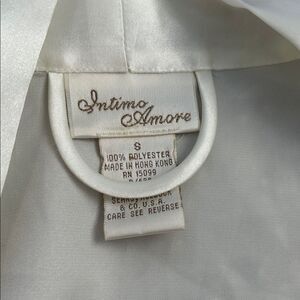 Intimo
Amore
S
100% POLYESTER
MADE IN HONG KONG
RN 15099
SEARS, ROEBUCK
& CO. U.S.A.
CARE SEE REVERSE